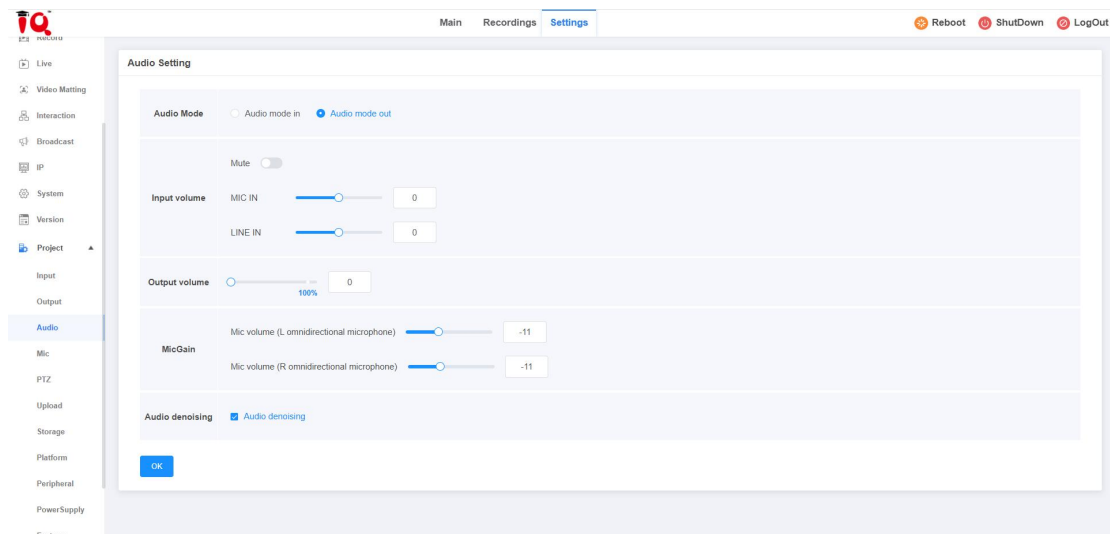 IQ
Main Recordings Settings Reboot ShutDown LogOut
Record
Live
Video Matting
Interaction
Broadcast
IP
System
Version
Project
Input
Output
Audio
Mic
PTZ
Upload
Storage
Platform
Peripheral
PowerSupply
Audio Setting
Audio Mode Audio mode in Audio mode out
Mute
Input volume MIC IN 0
LINE IN 0
Output volume 0
100%
Mic volume (L omnidirectional microphone) -11
MicGain
Mic volume (R omnidirectional microphone) -11
Audio denoising Audio denoising
OK